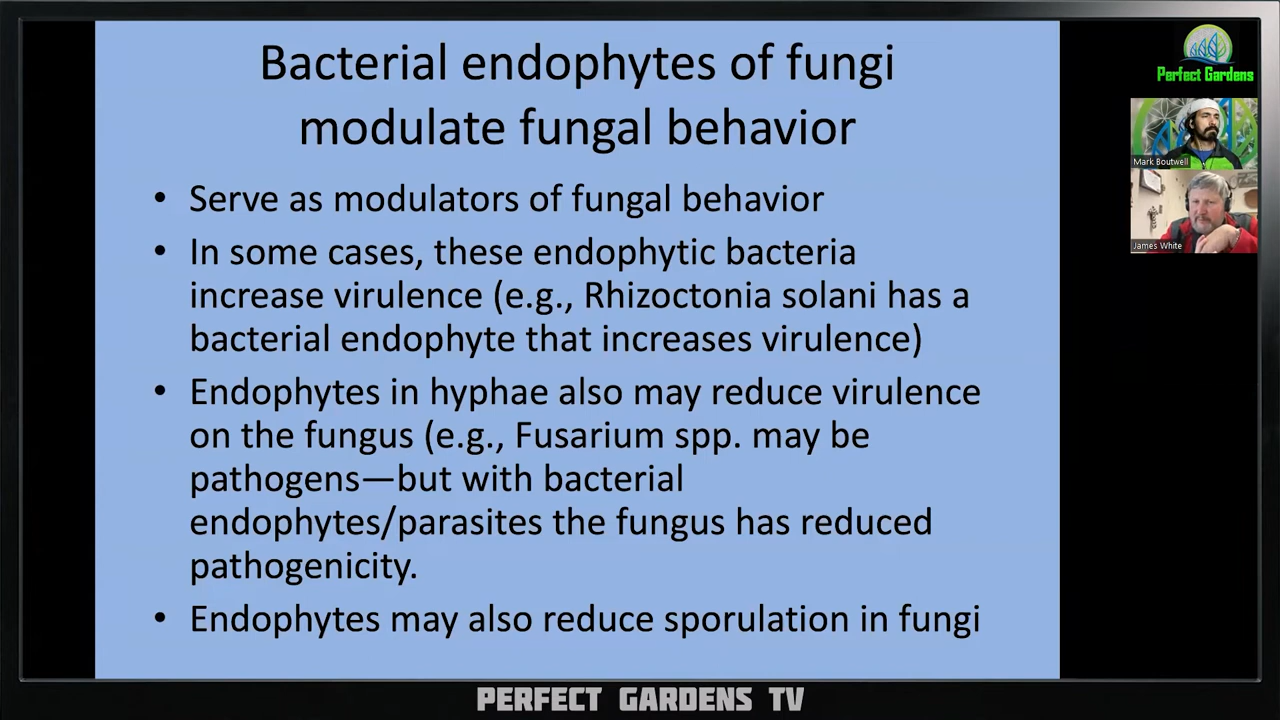 Bacterial endophytes of fungi
modulate fungal behavior
• Serve as modulators of fungal behavior
• In some cases, these endophytic bacteria
increase virulence (e.g., Rhizoctonia solani has a
bacterial endophyte that increases virulence)
• Endophytes in hyphae also may reduce virulence
on the fungus (e.g., Fusarium spp. may be
pathogens—but with bacterial
endophytes/parasites the fungus has reduced
pathogenicity.
• Endophytes may also reduce sporulation in fungi
Perfect Gardens
Mark Boutwell
James White
PERFECT GARDENS TV